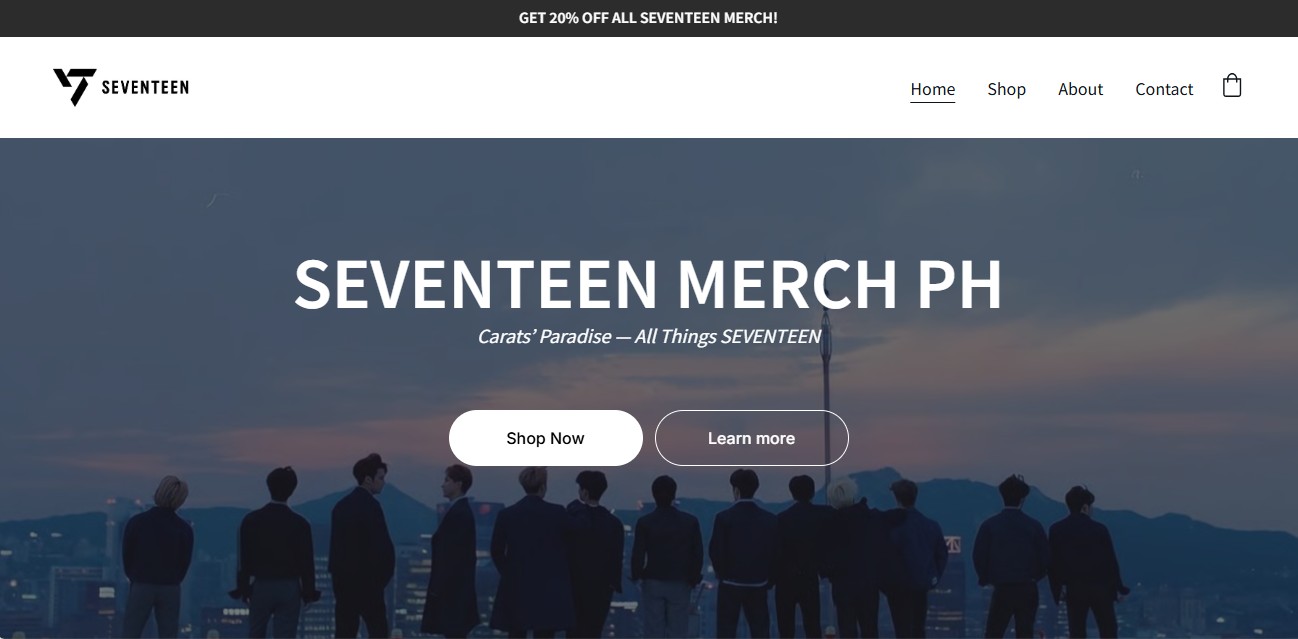 GET 20% OFF ALL SEVENTEEN MERCH!
SEVENTEEN
Home Shop About Contact
SEVENTEEN MERCH PH
Carats’ Paradise — All Things SEVENTEEN
Shop Now Learn more